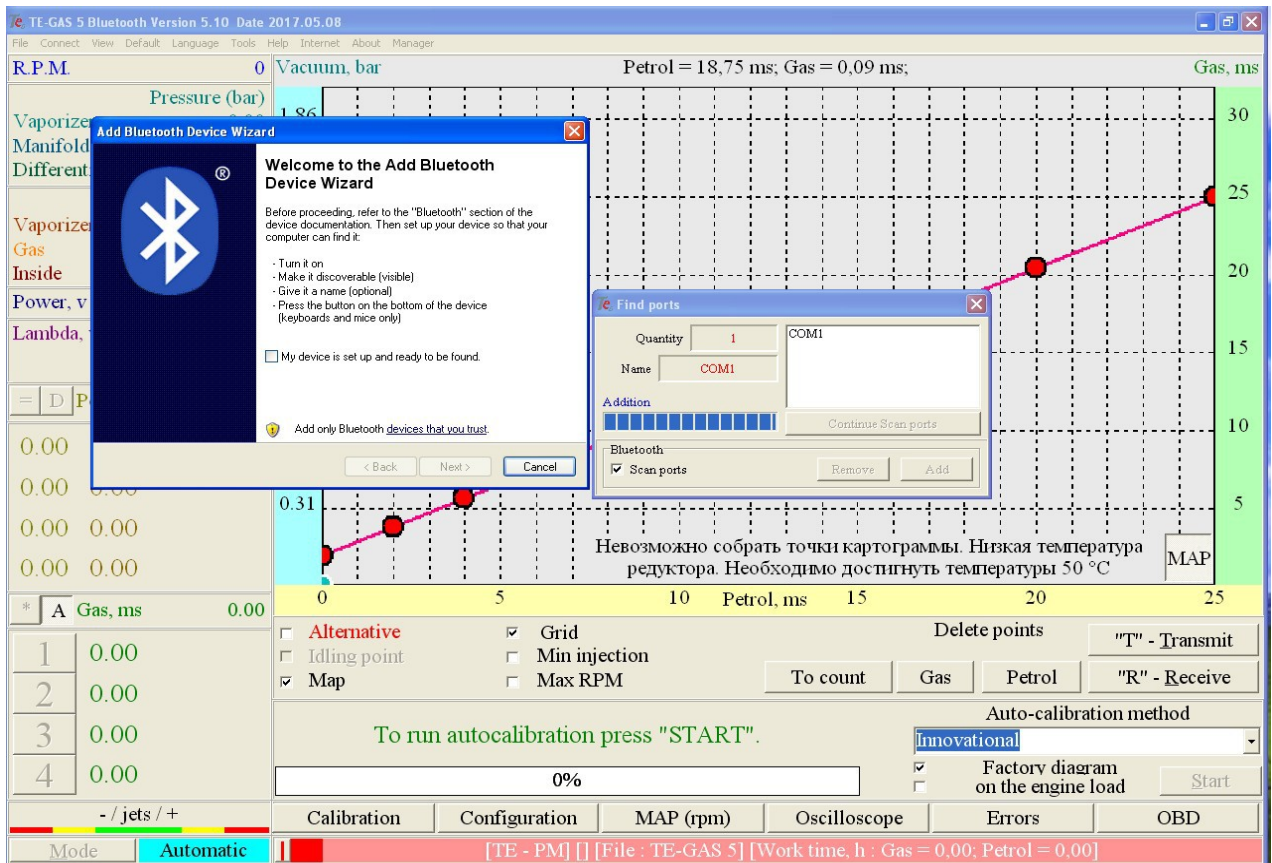 TE-GAS 5 Bluetooth Version 5.10 Date 2017.05.08
File Connect View Default Language Tools Help Internet About Manager
R.P.M. 0
Vacuum, bar
Petrol = 18,75 ms; Gas = 0,09 ms;
Gas, ms
Pressure (bar)
Manifold
Gas
Inside
Power, v
Lambda,
= D
0.00
0.00
0.00 0.00
0.00 0.00
* A Gas, ms 0.00
1 0.00
2 0.00
3 0.00
4 0.00
- / jets / +
Mode Automatic
Add Bluetooth Device Wizard
®
Welcome to the Add Bluetooth
Device Wizard
Before proceeding, refer to the "Bluetooth" section of the
device documentation. Then set up your device so that your
computer can find it:
- Turn it on
- Make it discoverable (visible)
- Give it a name (optional)
- Press the button on the bottom of the device
(keyboards and mice only)
My device is set up and ready to be found.
Add only Bluetooth devices that you trust.
< Back Next > Cancel
Find ports
Quantity 1
COM1
Name COM1
Addition
Continue Scan ports
Bluetooth
Scan ports
Remove Add
30
25
20
15
10
5
0.31
Невозможно собрать точки картограммы. Низкая температура
редуктора. Необходимо достигнуть температуры 50 °C
MAP
0 5 10 Petrol, ms 15 20 25
Alternative
Idling point
Map
Grid
Min injection
Max RPM
Delete points
To count Gas Petrol
"T" - Transmit
"R" - Receive
To run autocalibration press "START".
0%
Auto-calibration method
Innovational
Factory diagram
on the engine load
Start
Calibration Configuration MAP (rpm) Oscilloscope Errors OBD
[TE - PM] [] [File : TE-GAS 5] [Work time, h : Gas = 0,00; Petrol = 0,00]